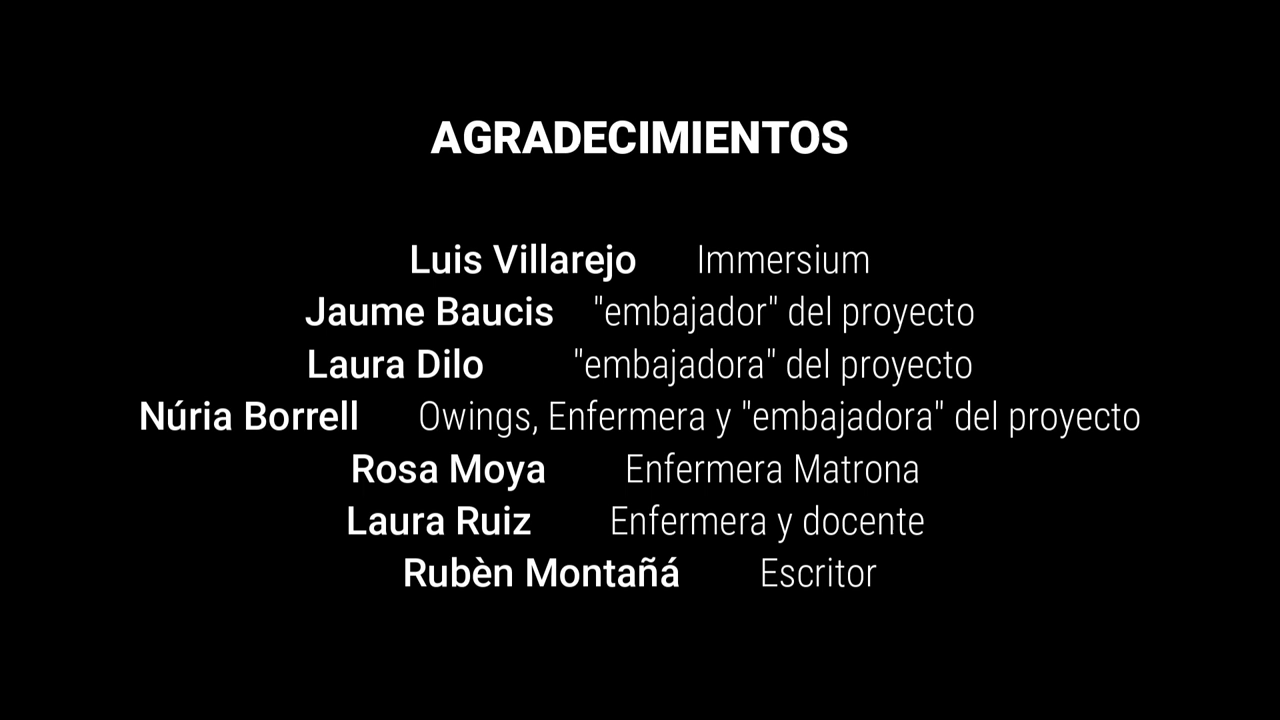 AGRADECIMIENTOS
Luis Villarejo Immersium
Jaume Baucis "embajador" del proyecto
Laura Dilo "embajadora" del proyecto
Núria Borrell Owings, Enfermera y "embajadora" del proyecto
Rosa Moya Enfermera Matrona
Laura Ruiz Enfermera y docente
Rubèn Montañá Escritor